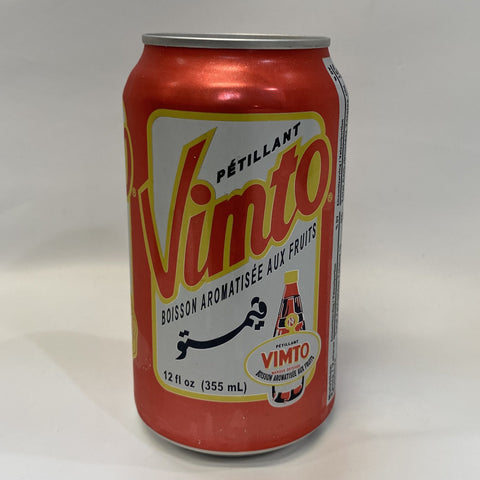 PÉTILLANT
Vimto®
BOISSON AROMATISÉE AUX FRUITS
فيمتو
12 fl oz (355 mL)
PÉTILLANT
VIMTO
BOISSON AROMATISÉE AUX FRUITS